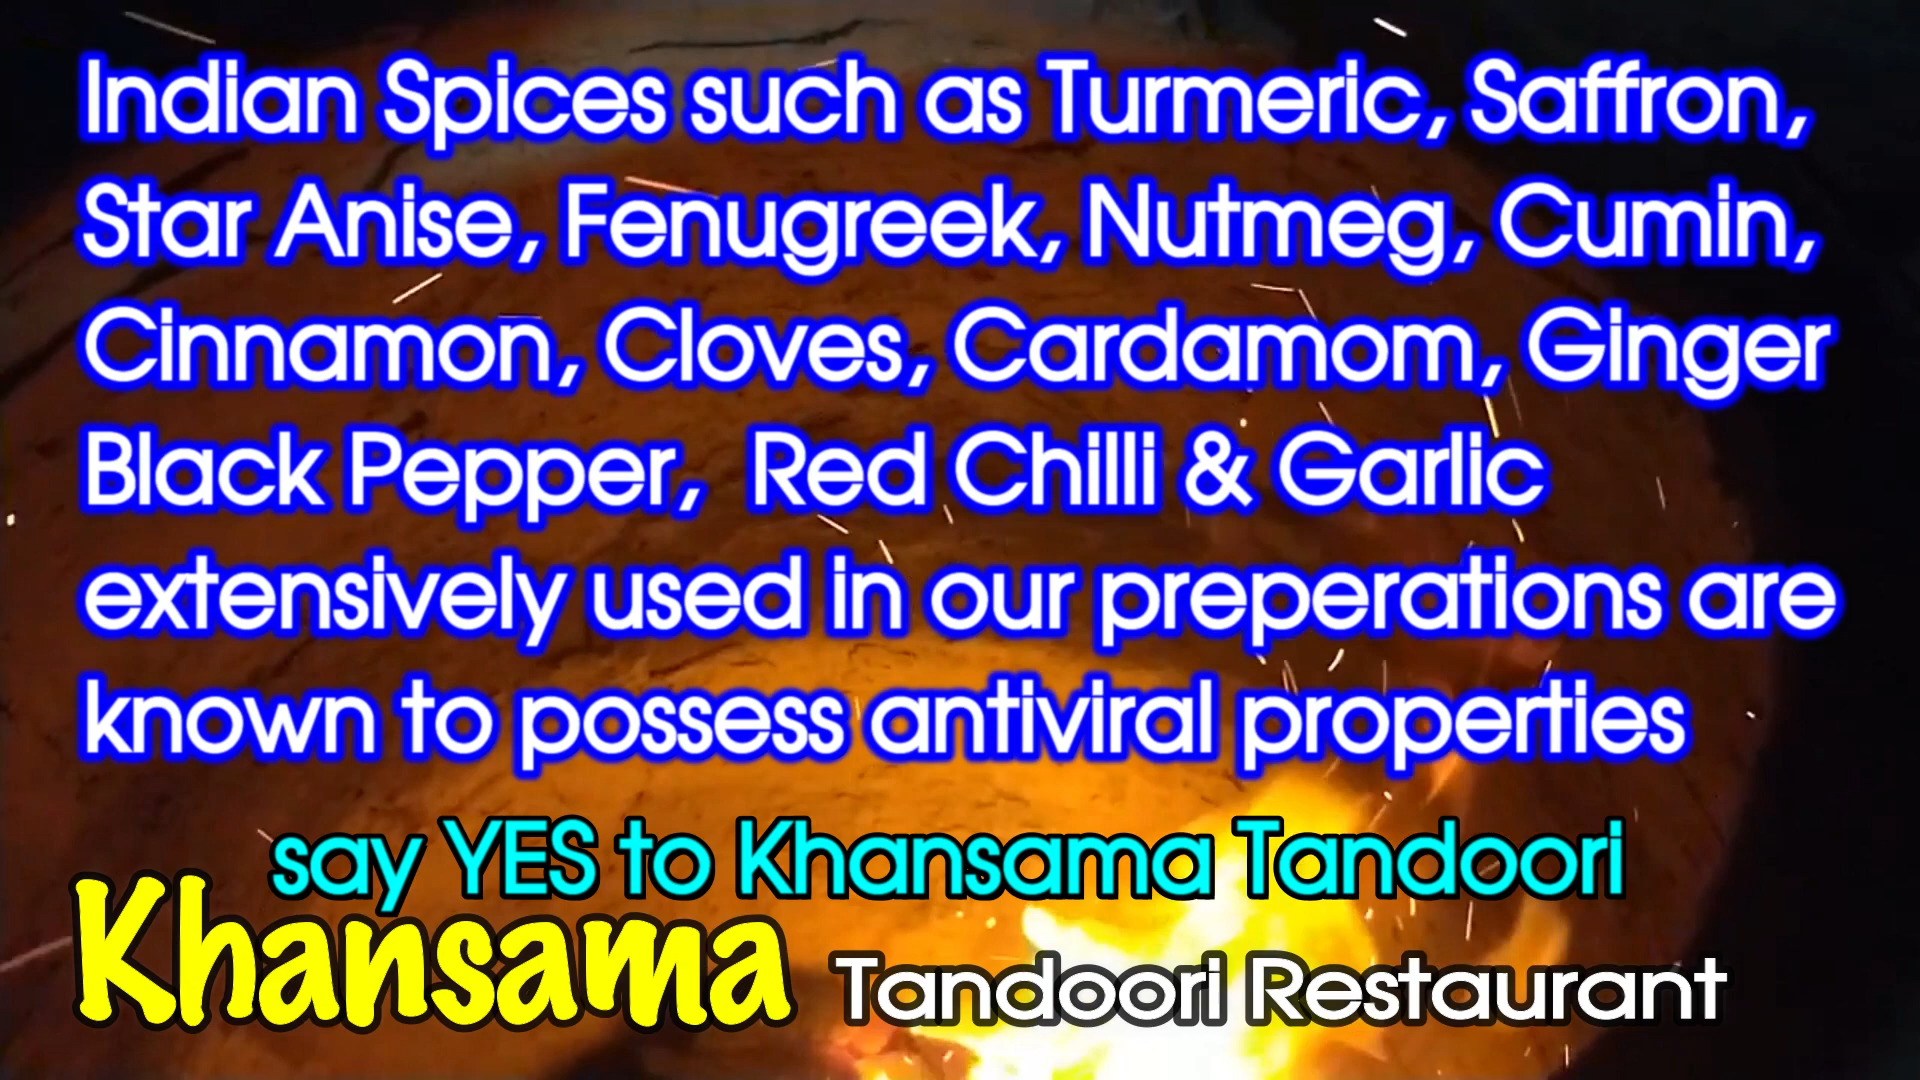 Indian Spices such as Turmeric, Saffron,
Star Anise, Fenugreek, Nutmeg, Cumin,
Cinnamon, Cloves, Cardamom, Ginger
Black Pepper,  Red Chilli & Garlic
extensively used in our preperations are
known to possess antiviral properties
say YES to Khansama Tandoori
Khansama Tandoori Restaurant